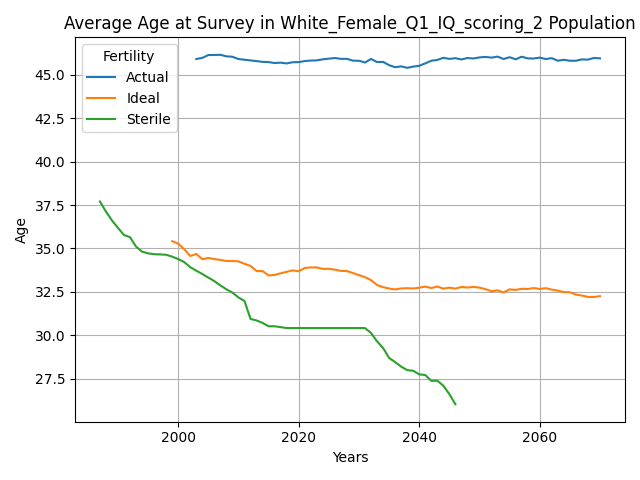 Average Age at Survey in White_Female_Q1_IQ_scoring_2 Population
Fertility
Actual
Ideal
Sterile
Age
45.0
42.5
40.0
37.5
35.0
32.5
30.0
27.5
2000
2020
2040
2060
Years